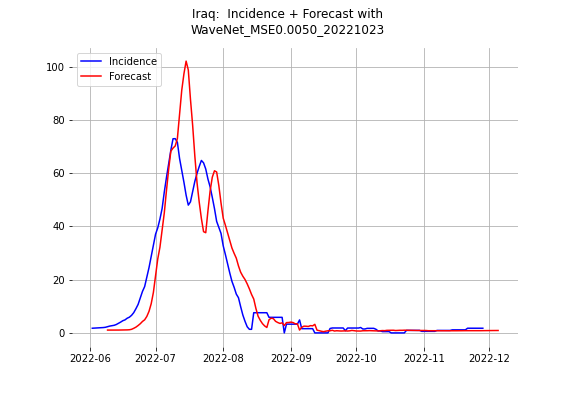 Iraq:  Incidence + Forecast with
WaveNet_MSE0.0050_20221023
Incidence
Forecast
100
80
60
40
20
0
2022-06 2022-07 2022-08 2022-09 2022-10 2022-11 2022-12